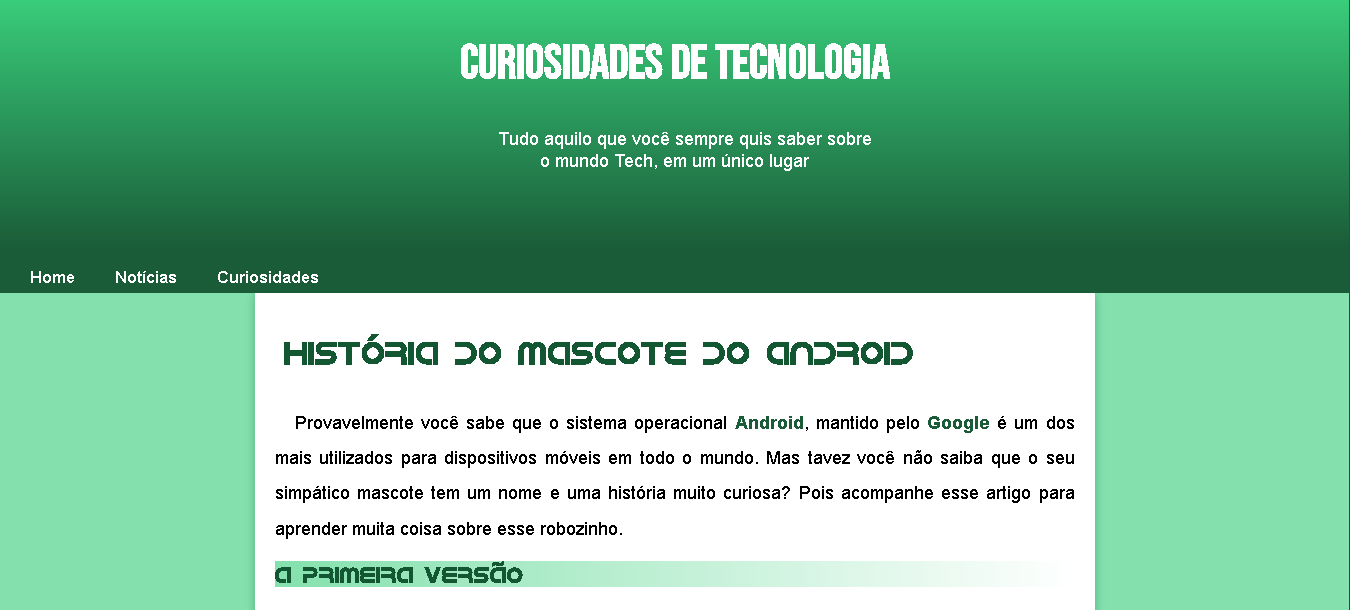 CURIOSIDADES DE TECNOLOGIA
Tudo aquilo que você sempre quis saber sobre
o mundo Tech, em um único lugar
Home Notícias Curiosidades
HISTÓRIA DO MASCOTE DO ANDROID
Provavelmente você sabe que o sistema operacional Android, mantido pelo Google é um dos
mais utilizados para dispositivos móveis em todo o mundo. Mas tavez você não saiba que o seu
simpático mascote tem um nome e uma história muito curiosa? Pois acompanhe esse artigo para
aprender muita coisa sobre esse robozinho.
A PRIMEIRA VERSÃO